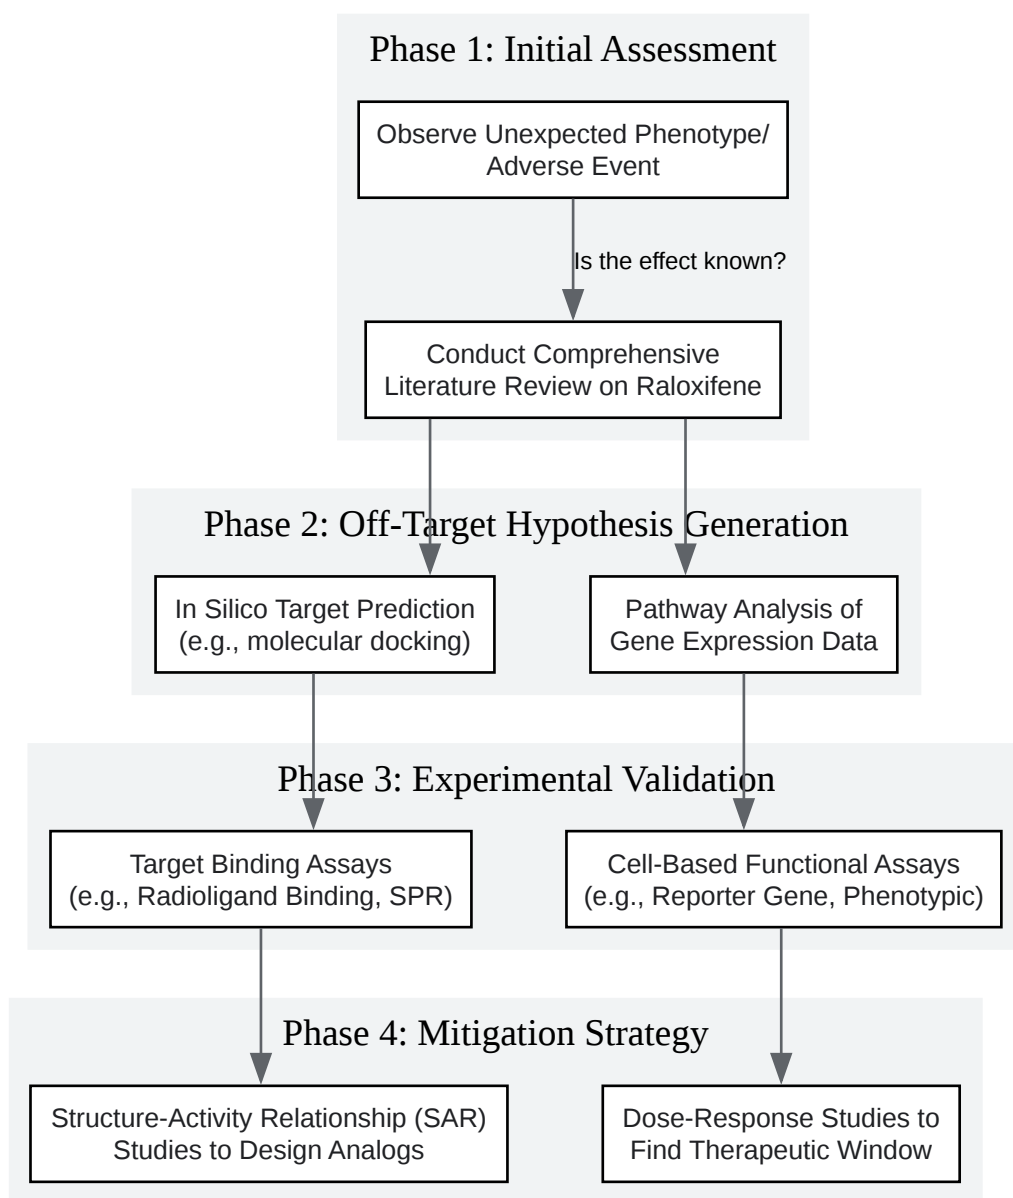 Phase 1: Initial Assessment
Observe Unexpected Phenotype/
Adverse Event
Is the effect known?
Conduct Comprehensive
Literature Review on Raloxifene
Phase 2: Off-Target Hypothesis Generation
In Silico Target Prediction
(e.g., molecular docking)
Pathway Analysis of
Gene Expression Data
Phase 3: Experimental Validation
Target Binding Assays
(e.g., Radioligand Binding, SPR)
Cell-Based Functional Assays
(e.g., Reporter Gene, Phenotypic)
Phase 4: Mitigation Strategy
Structure-Activity Relationship (SAR)
Studies to Design Analogs
Dose-Response Studies to
Find Therapeutic Window